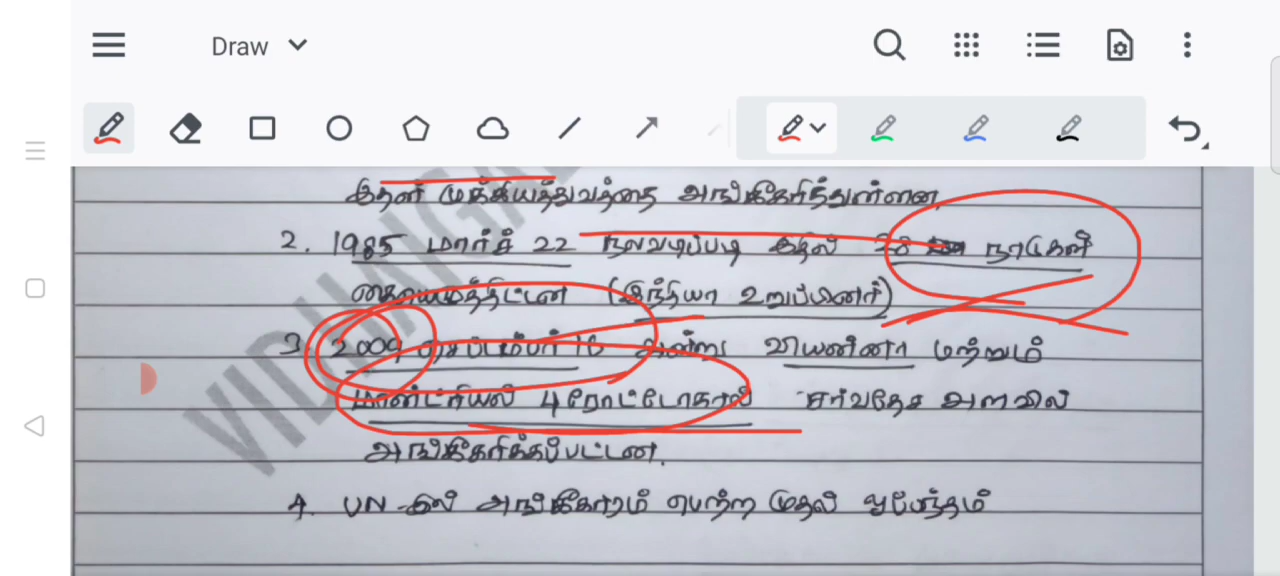 Draw
இதன் முக்கியத்துவத்தை அங்கீகரித்துள்ளன
2. 1985 மார்ச் 22 நிலவரப்படி இதில் 28 நாடுகள்
கையெழுத்திட்டன (இந்தியா உறுப்பினர்)
3. 2009 செப்டம்பர் 16 அன்று வியன்னா மற்றும்
மான்ட்ரியல் புரோட்டோகால் சர்வதேச அளவில்
அங்கீகரிக்கப்பட்டன.
4. UN-இல் அங்கீகாரம் பெற்ற முதல் ஒப்பந்தம்